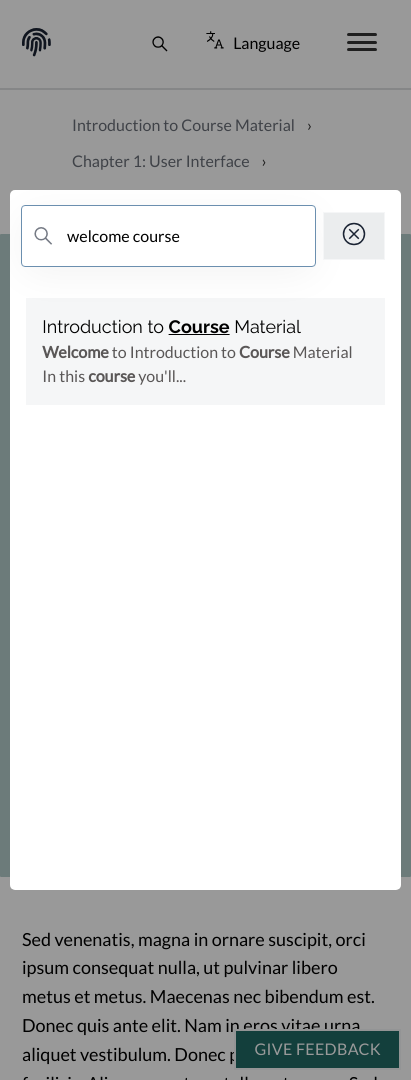 Language
Introduction to Course Material ›
Chapter 1: User Interface ›
welcome course
Introduction to Course Material
Welcome to Introduction to Course Material
In this course you'll...
Sed venenatis, magna in ornare suscipit, orci
ipsum consequat nulla, ut pulvinar libero
metus et metus. Maecenas nec bibendum est.
Donec quis ante elit. Nam in eros vitae urna
aliquet vestibulum. Donec
GIVE FEEDBACK